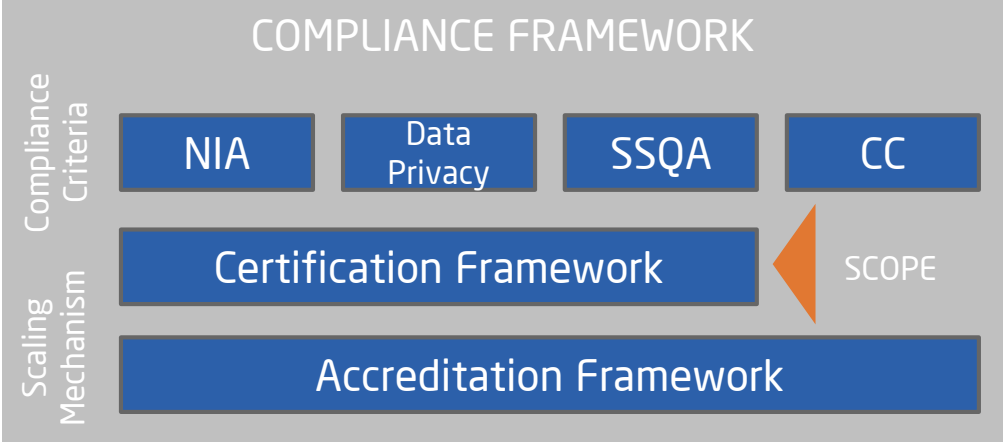 COMPLIANCE FRAMEWORK
Compliance
Criteria
NIA
Data
Privacy
SSQA
CC
Certification Framework
SCOPE
Scaling
Mechanism
Accreditation Framework